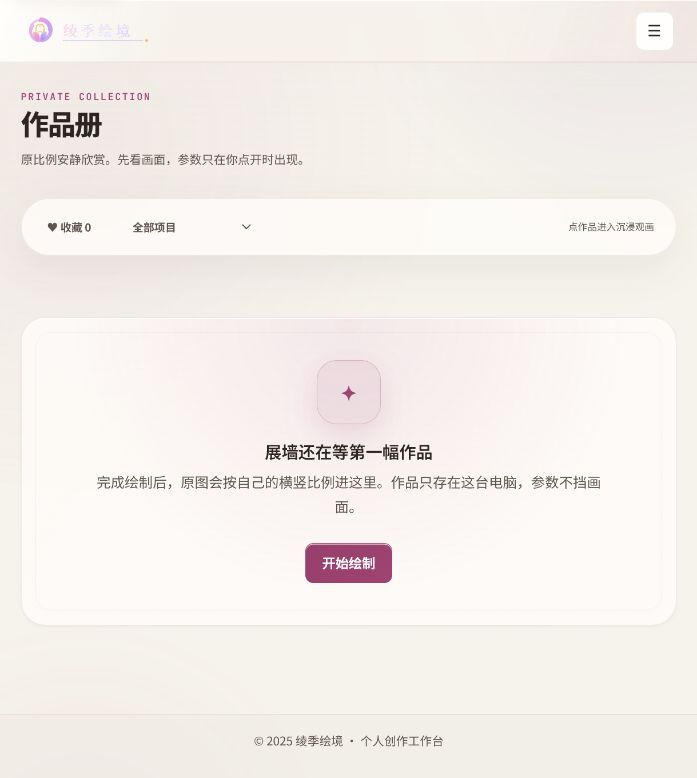 绫季绘境
PRIVATE COLLECTION
作品册
原比例安静欣赏。先看画面，参数只在你点开时出现。
♥ 收藏 0 全部项目 点作品进入沉浸观画
展墙还在等第一幅作品
完成绘制后，原图会按自己的横竖比例进这里。作品只存在这台电脑，参数不挡画
面。
开始绘制
© 2025 绫季绘境 · 个人创作工作台